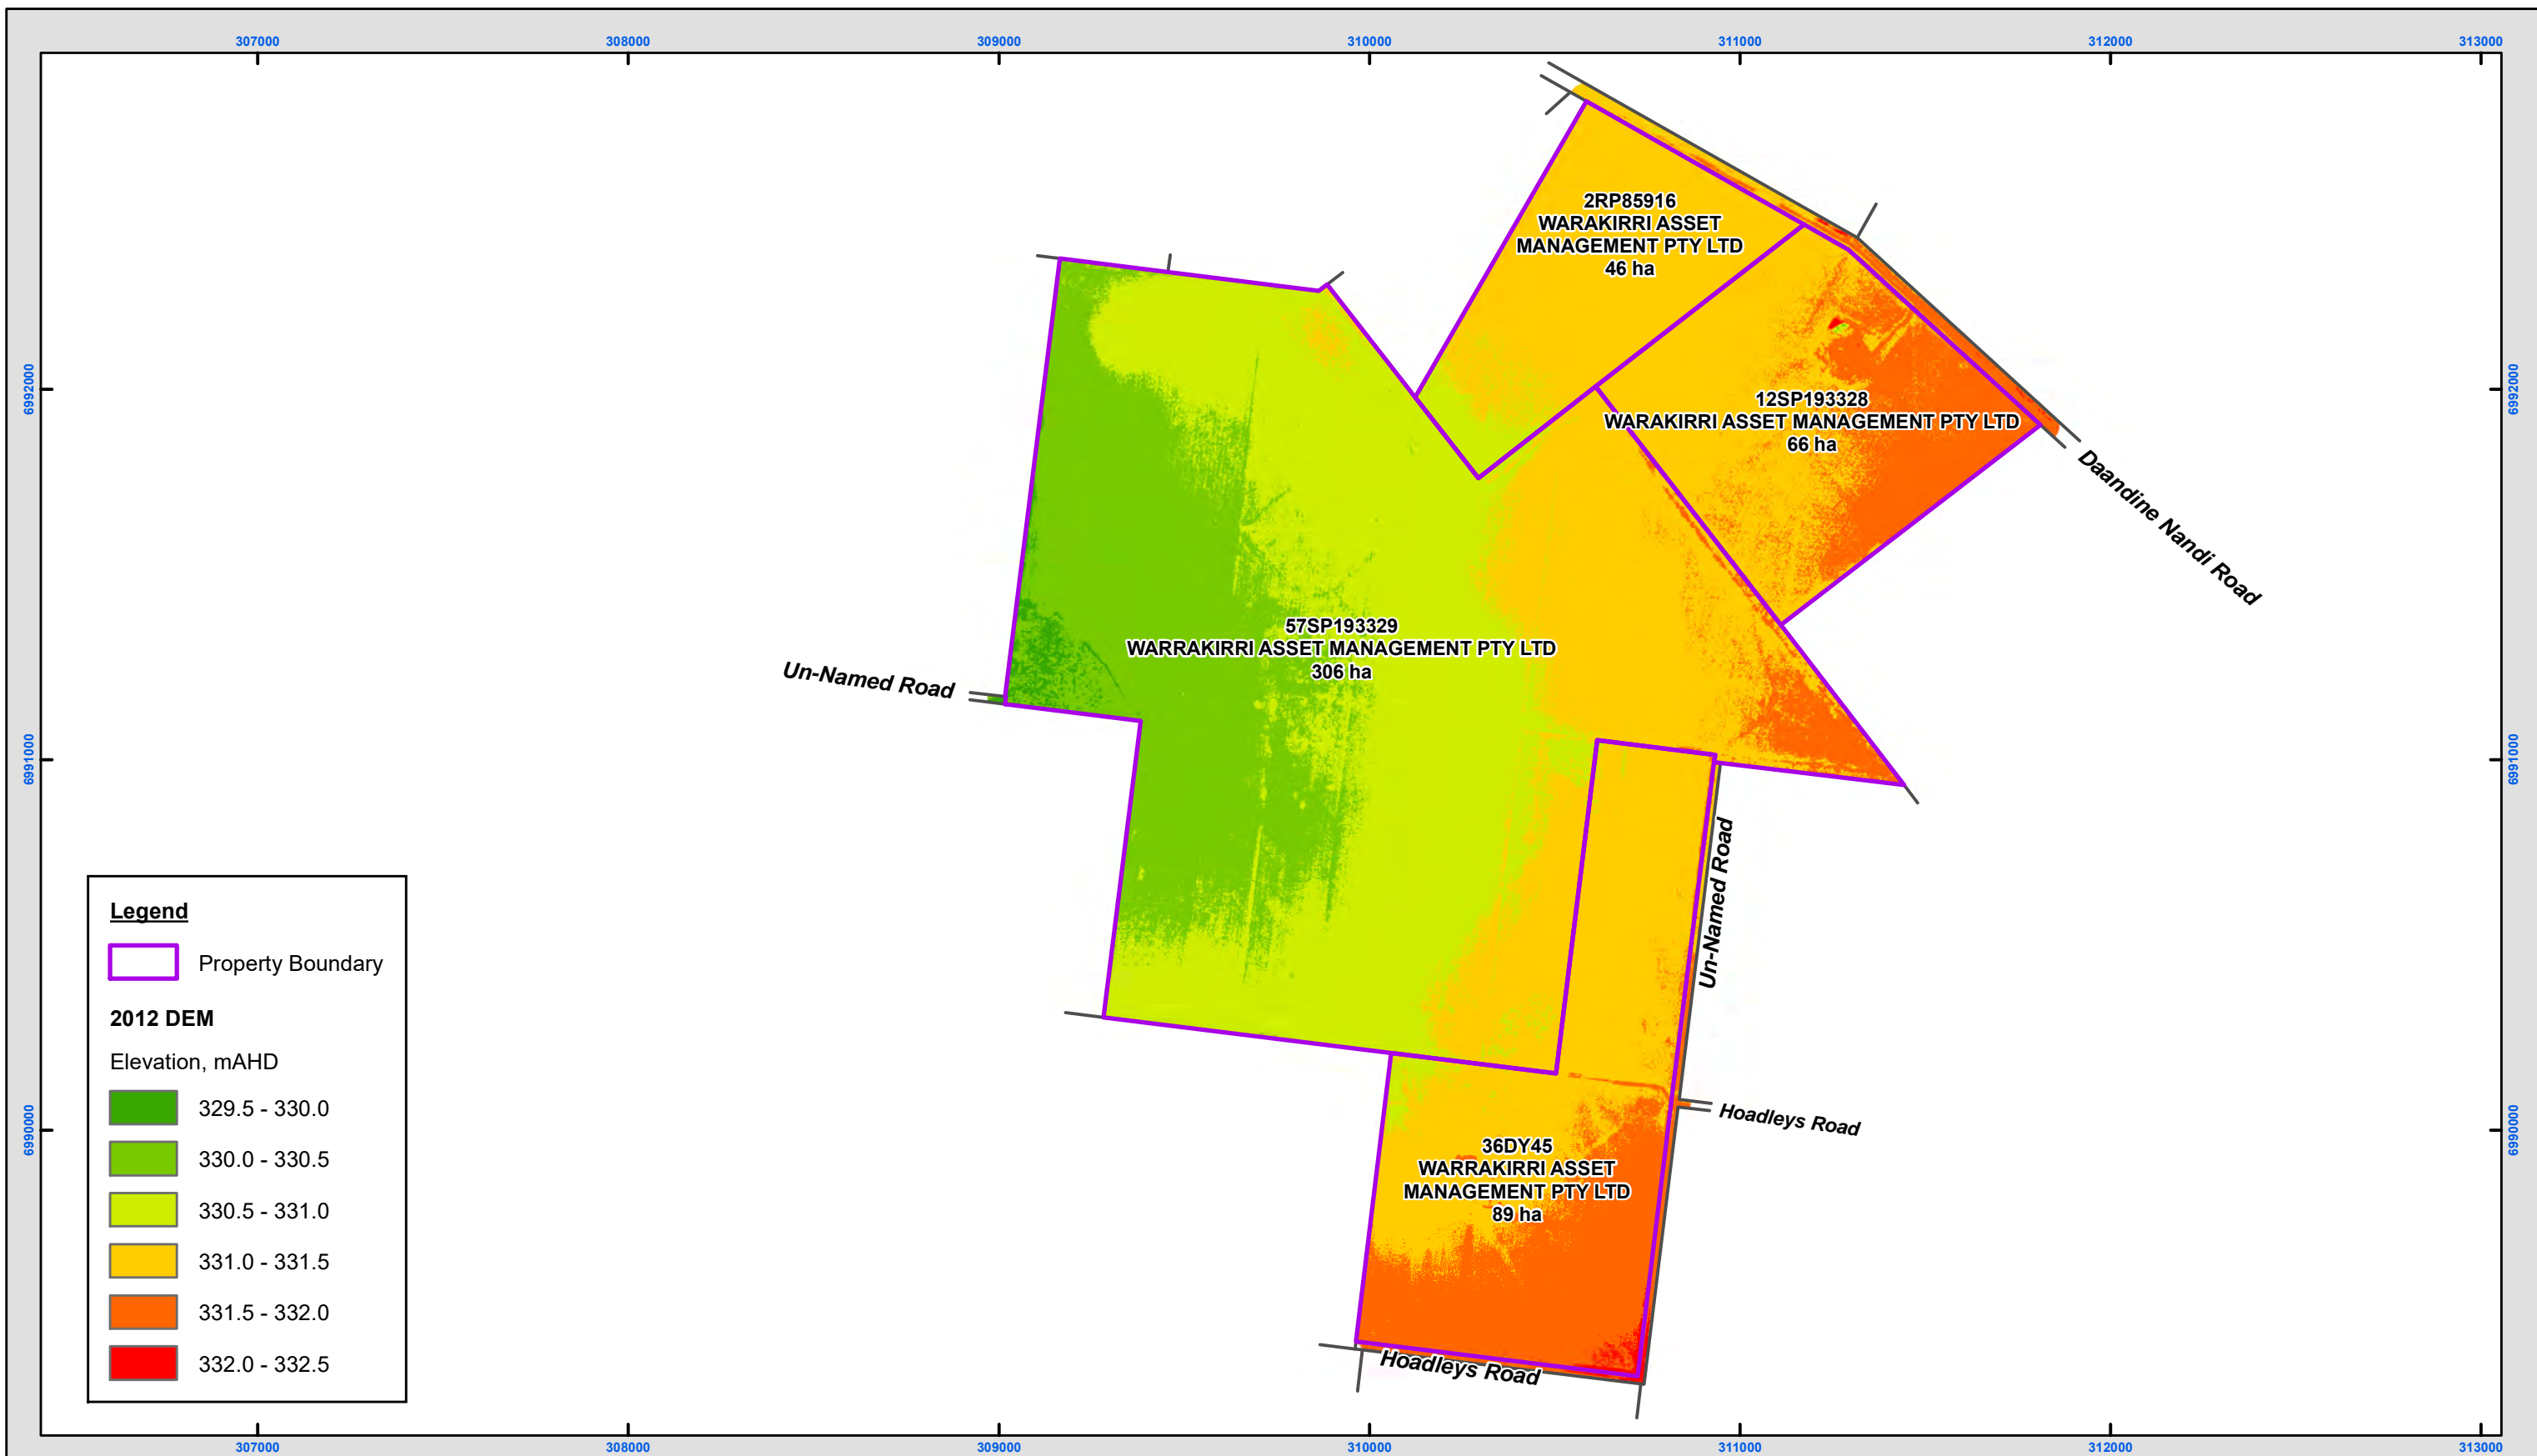 307000
308000
309000
310000
311000
312000
313000
2RP85916
WARAKIRRI ASSET
MANAGEMENT PTY LTD
46 ha
6992000
6992000
12SP193328
WARAKIRRI ASSET MANAGEMENT PTY LTD
66 ha
Daandine Nandi Road
57SP193329
WARRAKIRRI ASSET MANAGEMENT PTY LTD
306 ha
Un-Named Road
6991000
6991000
Un-Named Road
Hoadleys Road
6990000
6990000
36DY45
WARRAKIRRI ASSET
MANAGEMENT PTY LTD
89 ha
Hoadleys Road
Legend
Property Boundary
2012 DEM
Elevation, mAHD
329.5 - 330.0
330.0 - 330.5
330.5 - 331.0
331.0 - 331.5
331.5 - 332.0
332.0 - 332.5
307000
308000
309000
310000
311000
312000
313000